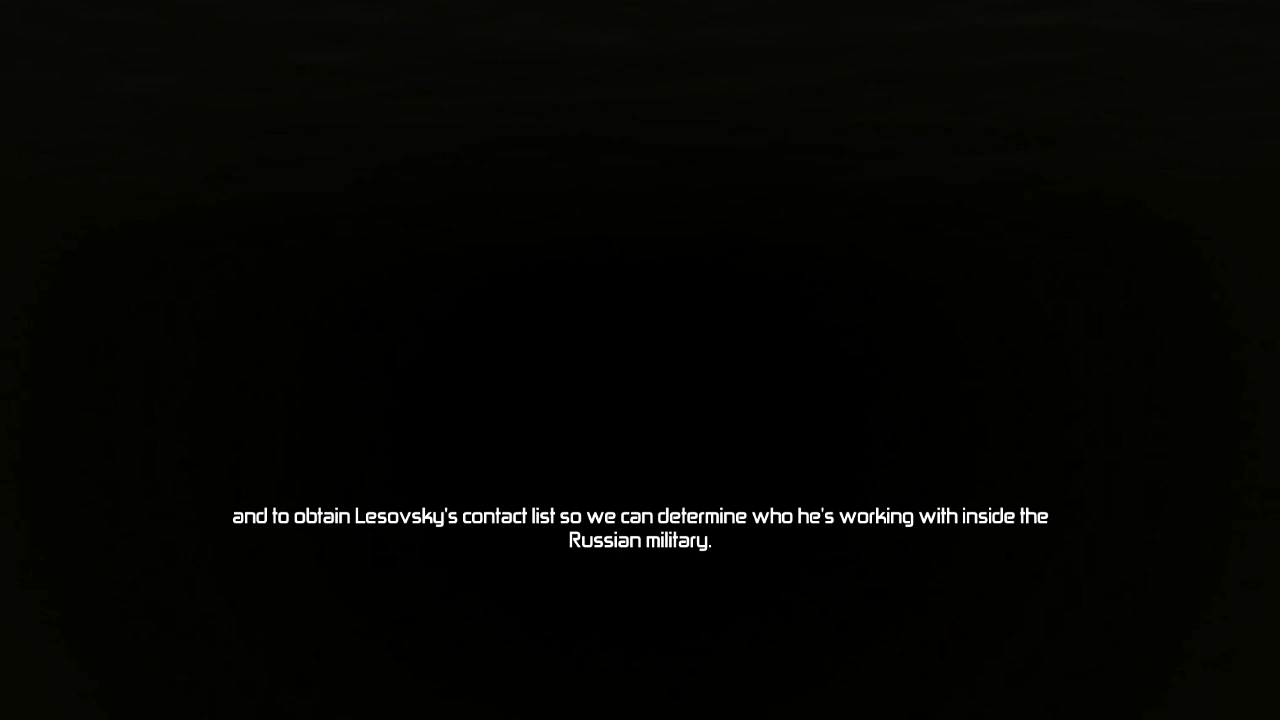 and to obtain Lesovsky's contact list so we can determine who he's working with inside the
Russian military.